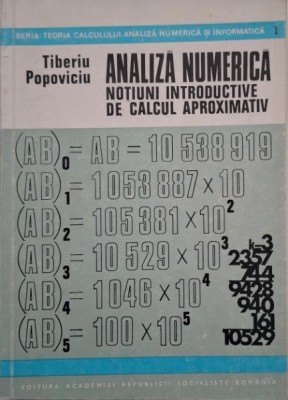 SERIA: TEORIA CALCULULUI. ANALIZĂ NUMERICĂ ȘI INFORMATICĂ 1
Tiberiu
Popoviciu
ANALIZĂ NUMERICĂ
NOȚIUNI INTRODUCTIVE
DE CALCUL APROXIMATIV
(AB)₀ = AB = 10 538 919
(AB)₁ = 1 053 887 × 10
(AB)₂ = 105 381 × 10²
(AB)₃ = 10 529 × 10³
(AB)₄ = 1046 × 10⁴
(AB)₅ = 100 × 10⁵
k=3
2357
744
9428
940
161
10529
EDITURA ACADEMIEI REPUBLICII SOCIALISTE ROMÂNIA